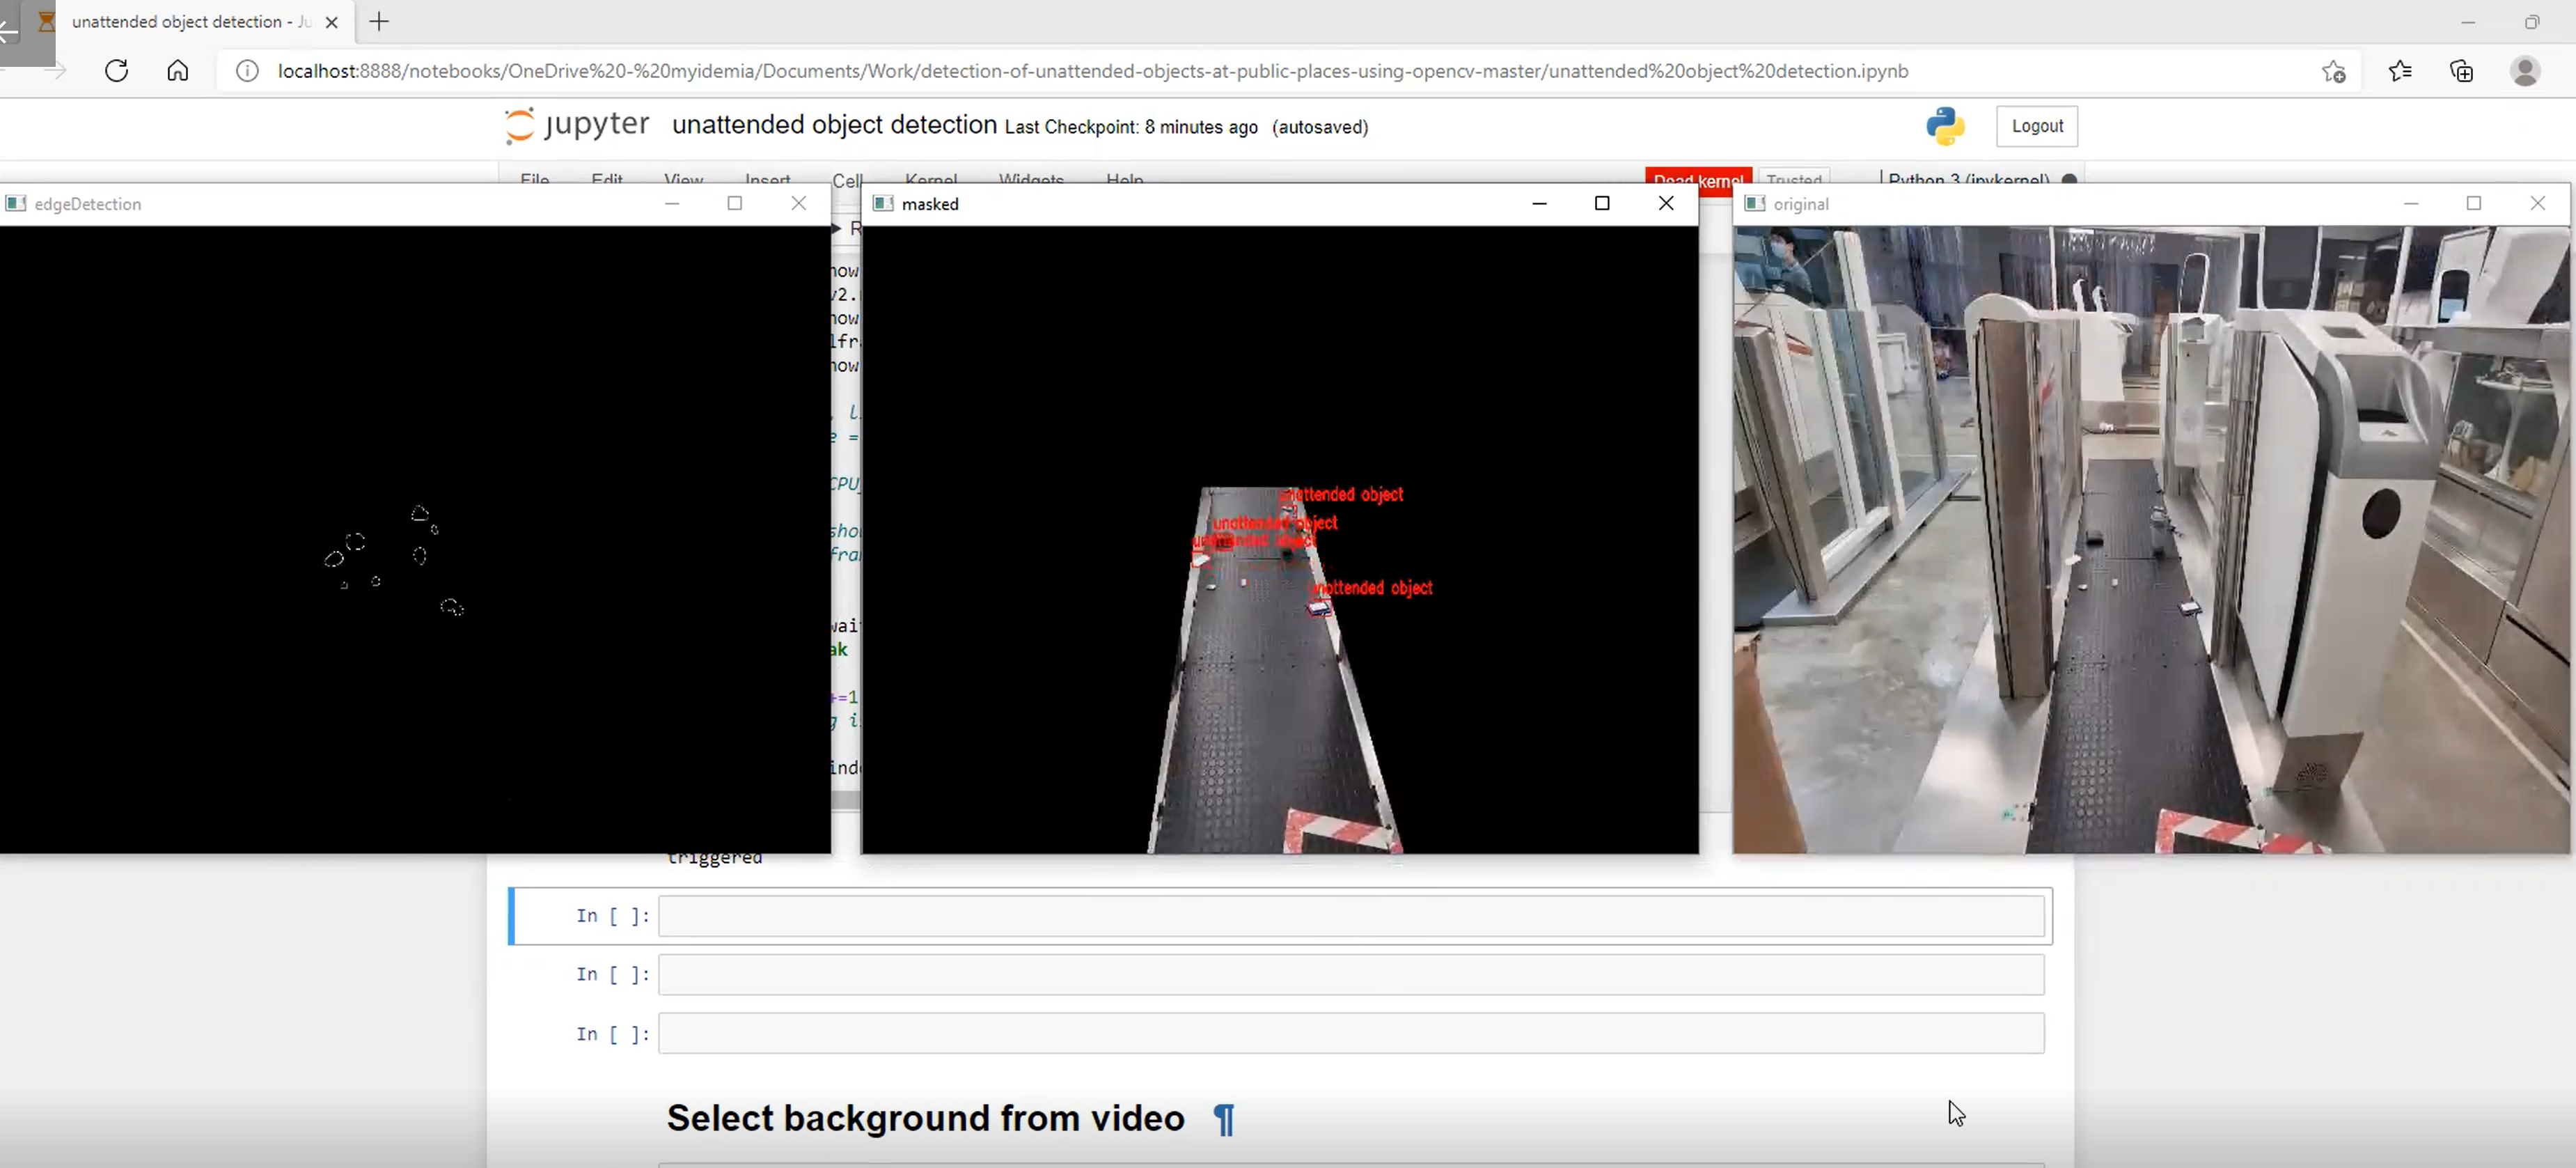 unattended object detection - Ju
localhost:8888/notebooks/OneDrive%20-%20myidemia/Documents/Work/detection-of-unattended-objects-at-public-places-using-opencv-master/unattended%20object%20detection.ipynb
jupyter unattended object detection Last Checkpoint: 8 minutes ago (autosaved)
Logout
File Edit View Insert Cell Kernel Widgets Help
Dead kernel Trusted Python 3 (ipykernel)
edgeDetection
masked
original
unattended object
unattended object
unattended object
unattended object
triggered
In [ ]:
In [ ]:
In [ ]:
Select background from video ¶